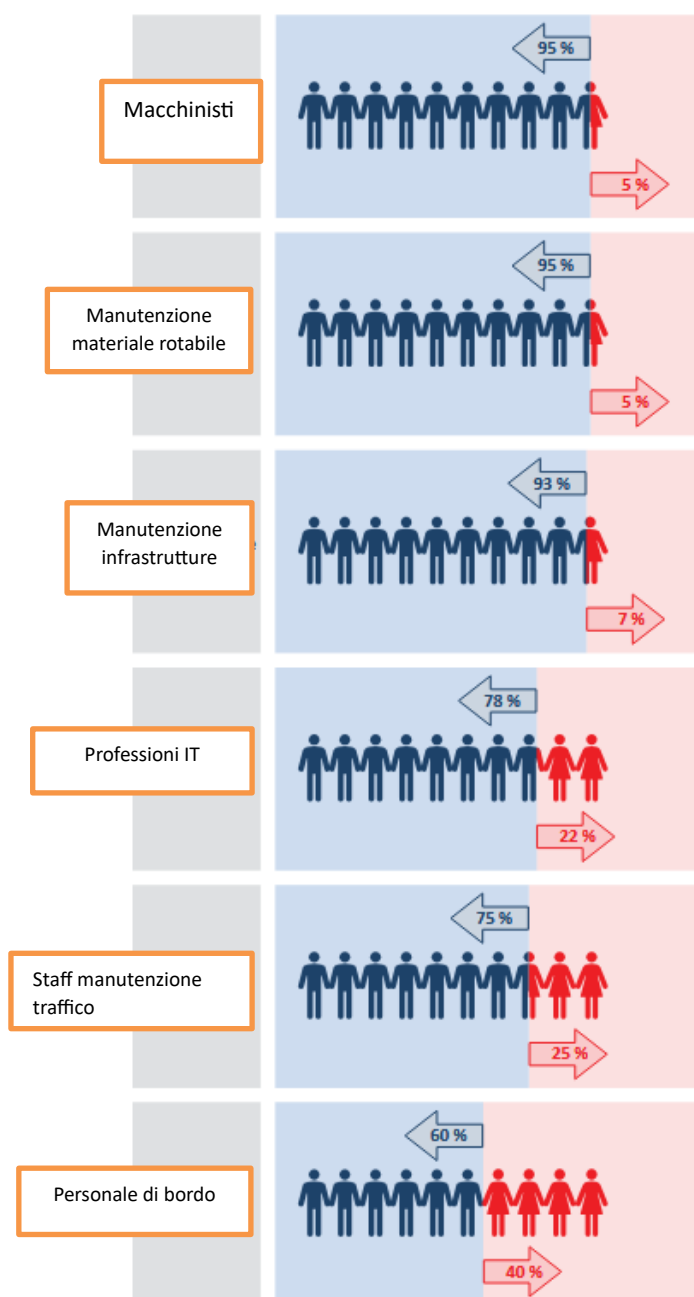 95 %
Macchinisti
5 %
95 %
Manutenzione
materiale rotabile
5 %
93 %
Manutenzione
infrastrutture
e
7 %
78 %
Professioni IT
22 %
75 %
Staff manutenzione
traffico
25 %
60 %
Personale di bordo
40 %